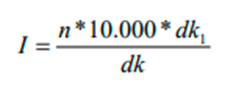 I = n*10.000*dk₁ / dk